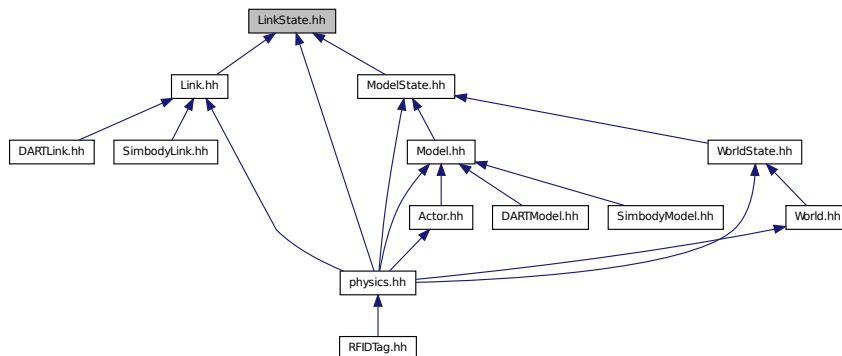 LinkState.hh
Link.hh
ModelState.hh
DARTLink.hh
SimbodyLink.hh
Model.hh
WorldState.hh
Actor.hh
DARTModel.hh
SimbodyModel.hh
World.hh
physics.hh
RFIDTag.hh